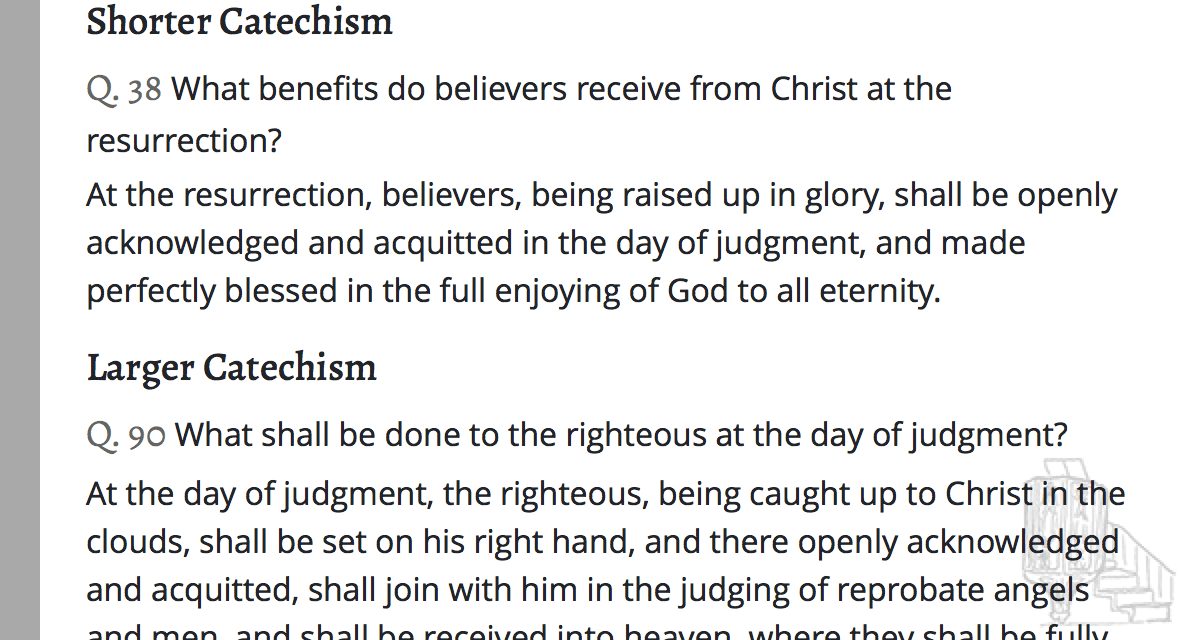 Shorter Catechism
Q. 38 What benefits do believers receive from Christ at the
resurrection?
At the resurrection, believers, being raised up in glory, shall be openly
acknowledged and acquitted in the day of judgment, and made
perfectly blessed in the full enjoying of God to all eternity.
Larger Catechism
Q. 90 What shall be done to the righteous at the day of judgment?
At the day of judgment, the righteous, being caught up to Christ in the
clouds, shall be set on his right hand, and there openly acknowledged
and acquitted, shall join with him in the judging of reprobate angels
and men, and shall be received into heaven, where they shall be fully